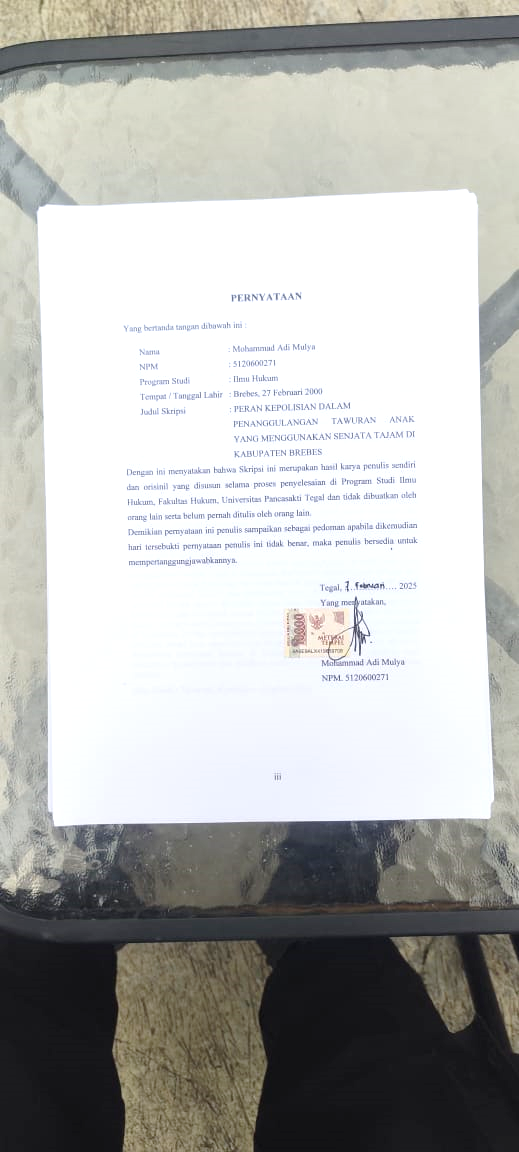 PERNYATAAN
Yang bertanda tangan dibawah ini :
Nama : Mohammad Adi Mulya
NPM : 5120600271
Program Studi : Ilmu Hukum
Tempat / Tanggal Lahir : Brebes, 27 Februari 2000
Judul Skripsi : PERAN KEPOLISIAN DALAM
PENANGGULANGAN TAWURAN ANAK
YANG MENGGUNAKAN SENJATA TAJAM DI
KABUPATEN BREBES
Dengan ini menyatakan bahwa Skripsi ini merupakan hasil karya penulis sendiri
dan orisinil yang disusun selama proses penyelesaian di Program Studi Ilmu
Hukum, Fakultas Hukum, Universitas Pancasakti Tegal dan tidak dibuatkan oleh
orang lain serta belum pernah ditulis oleh orang lain.
Demikian pernyataan ini penulis sampaikan sebagai pedoman apabila dikemudian
hari tersebukti pernyataan penulis ini tidak benar, maka penulis bersedia untuk
mempertanggungjawabkannya.
Tegal, 7 Februari 2025
Yang menyatakan,
METERAI
TEMPEL
Mohammad Adi Mulya
NPM. 5120600271
iii